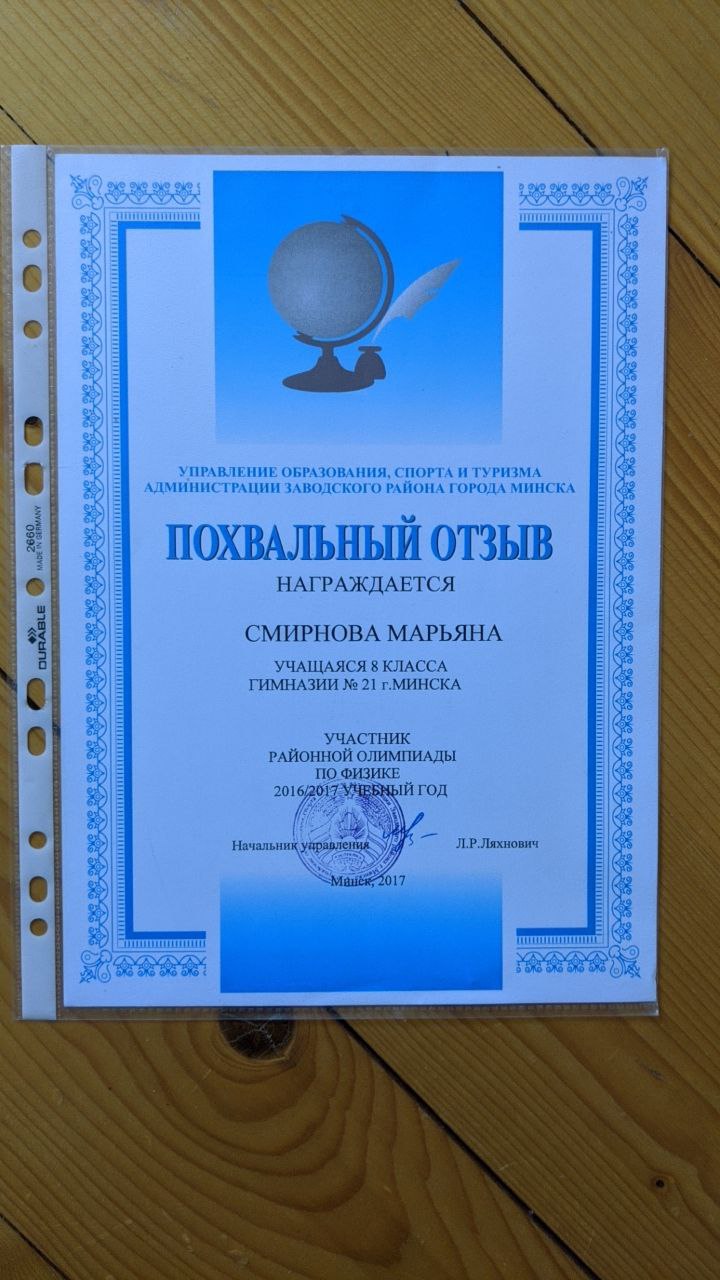 УПРАВЛЕНИЕ ОБРАЗОВАНИЯ, СПОРТА И ТУРИЗМА
АДМИНИСТРАЦИИ ЗАВОДСКОГО РАЙОНА ГОРОДА МИНСКА
ПОХВАЛЬНЫЙ ОТЗЫВ
НАГРАЖДАЕТСЯ
СМИРНОВА МАРЬЯНА
УЧАЩАЯСЯ 8 КЛАССА
ГИМНАЗИИ № 21 г.МИНСКА
УЧАСТНИК
РАЙОННОЙ ОЛИМПИАДЫ
ПО ФИЗИКЕ
2016/2017 УЧЕБНЫЙ ГОД
Начальник управления Л.Р.Ляхнович
Минск, 2017
DURABLE
2660
MADE IN GERMANY